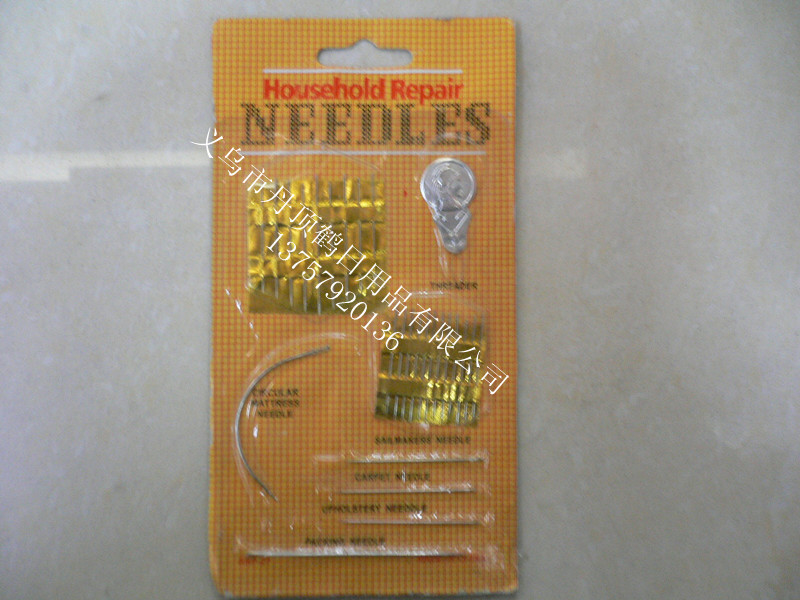 Household Repair
NEEDLES
义乌市丹顶鹤日用品有限公司
13757920136
THREADER
CIRCULAR
MATTRESS
NEEDLE
SAILMAKERS NEEDLE
CARPET NEEDLE
UPHOLSTERY NEEDLE
PACKING NEEDLE